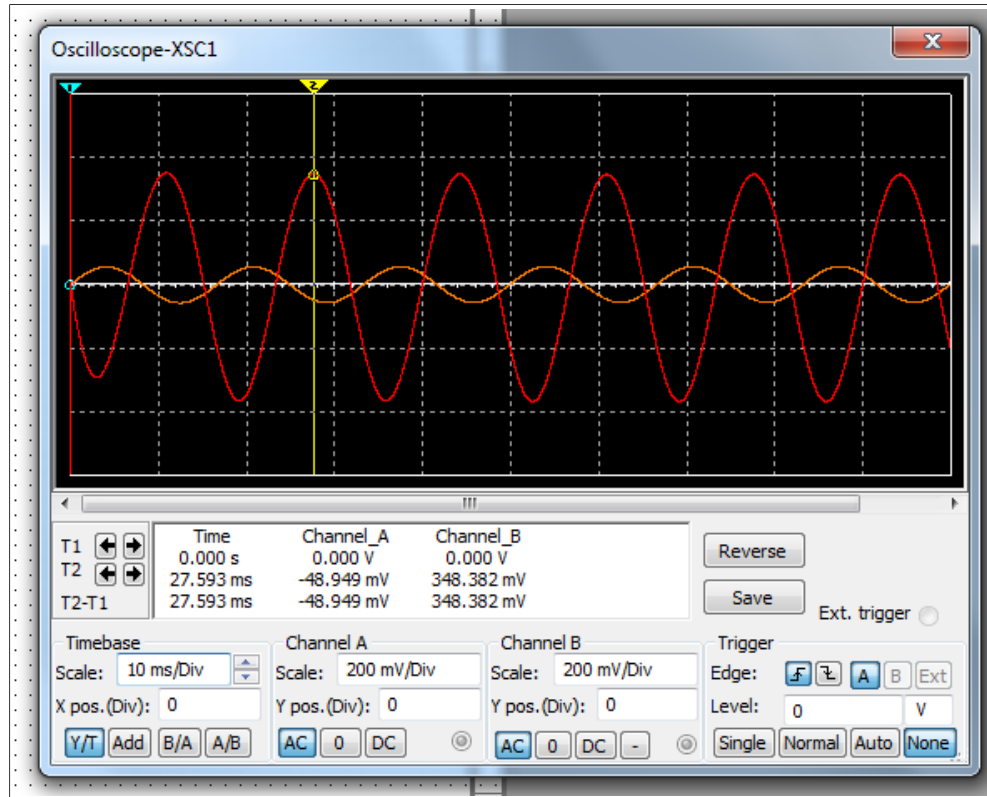 Oscilloscope-XSC1
X
1
2
Time Channel_A Channel_B
T1 0.000 s 0.000 V 0.000 V
T2 27.593 ms -48.949 mV 348.382 mV
T2-T1 27.593 ms -48.949 mV 348.382 mV
Reverse
Save
Ext. trigger
Timebase
Scale: 10 ms/Div
X pos.(Div): 0
Y/T Add B/A A/B
Channel A
Scale: 200 mV/Div
Y pos.(Div): 0
AC 0 DC
Channel B
Scale: 200 mV/Div
Y pos.(Div): 0
AC 0 DC -
Trigger
Edge: A B Ext
Level: 0 V
Single Normal Auto None